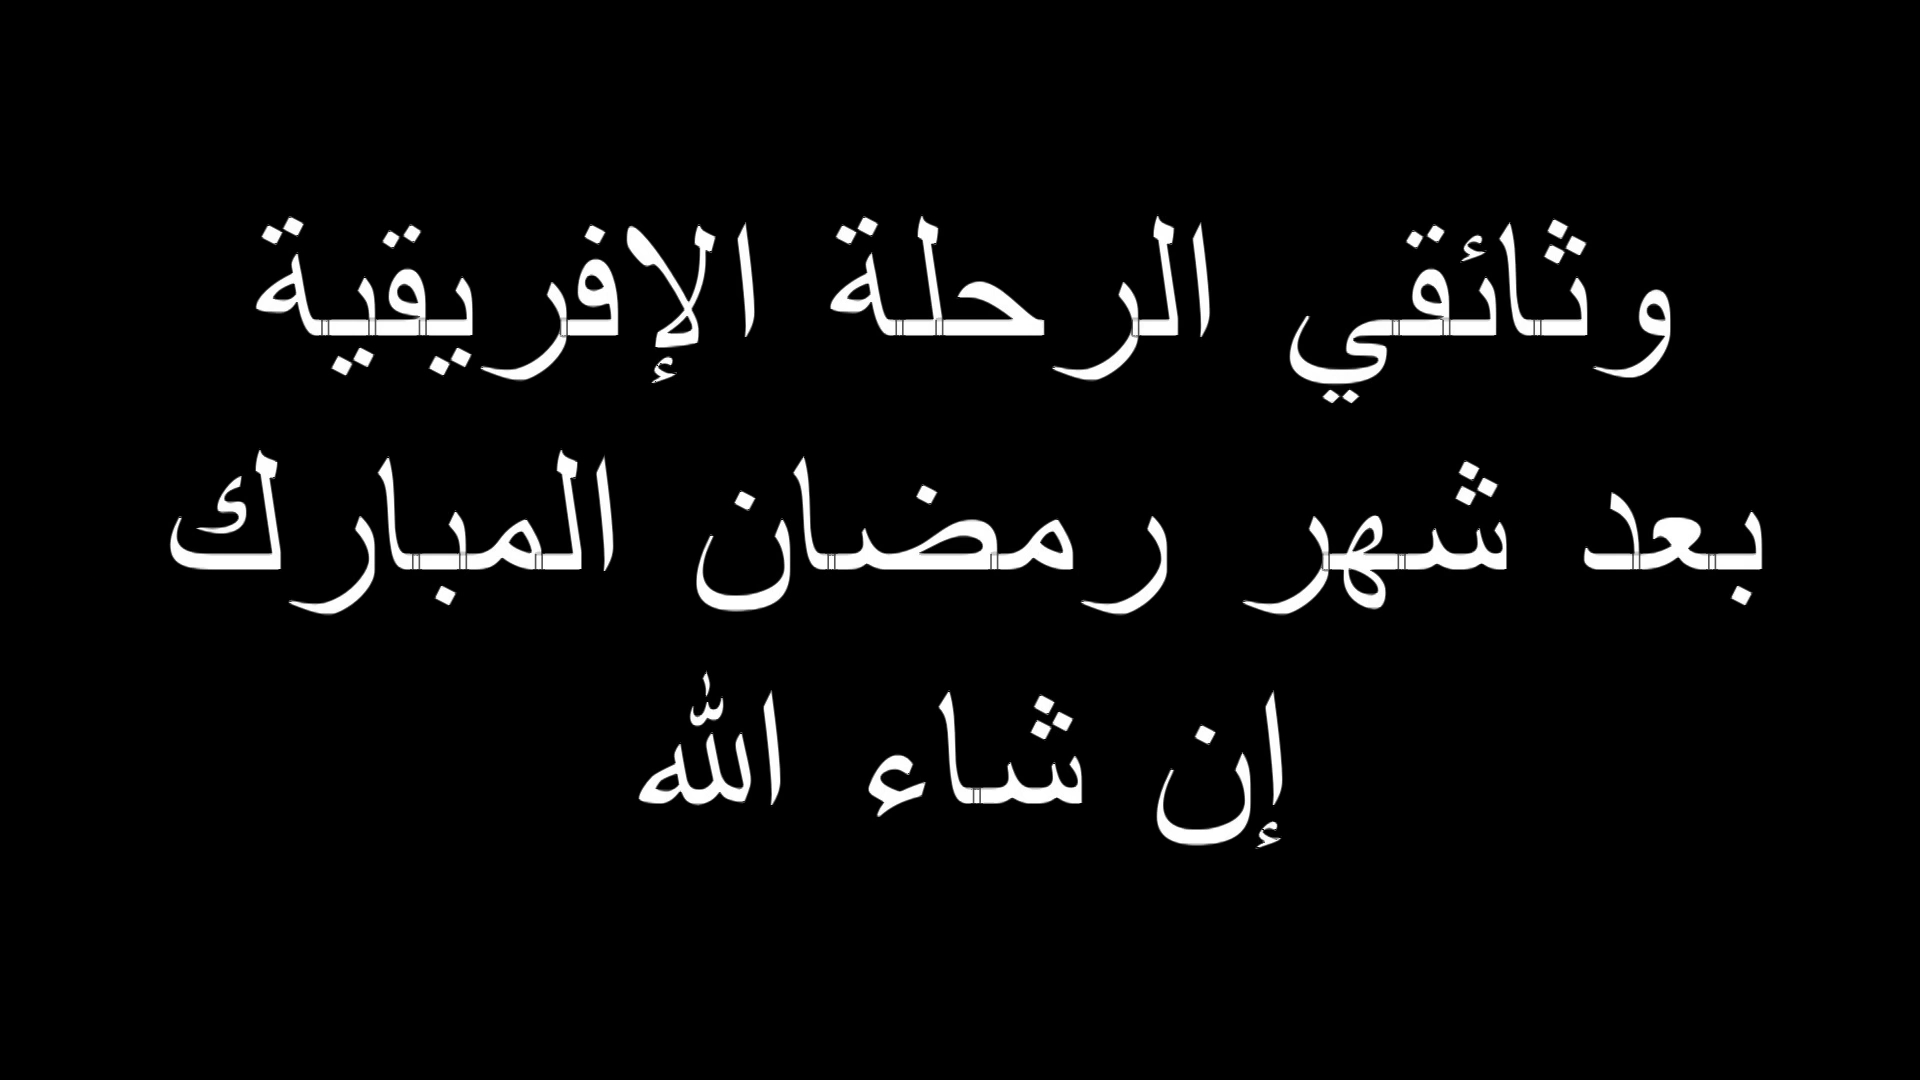 وثائقي الرحلة الإفريقية
بعد شهر رمضان المبارك
إن شاء الله